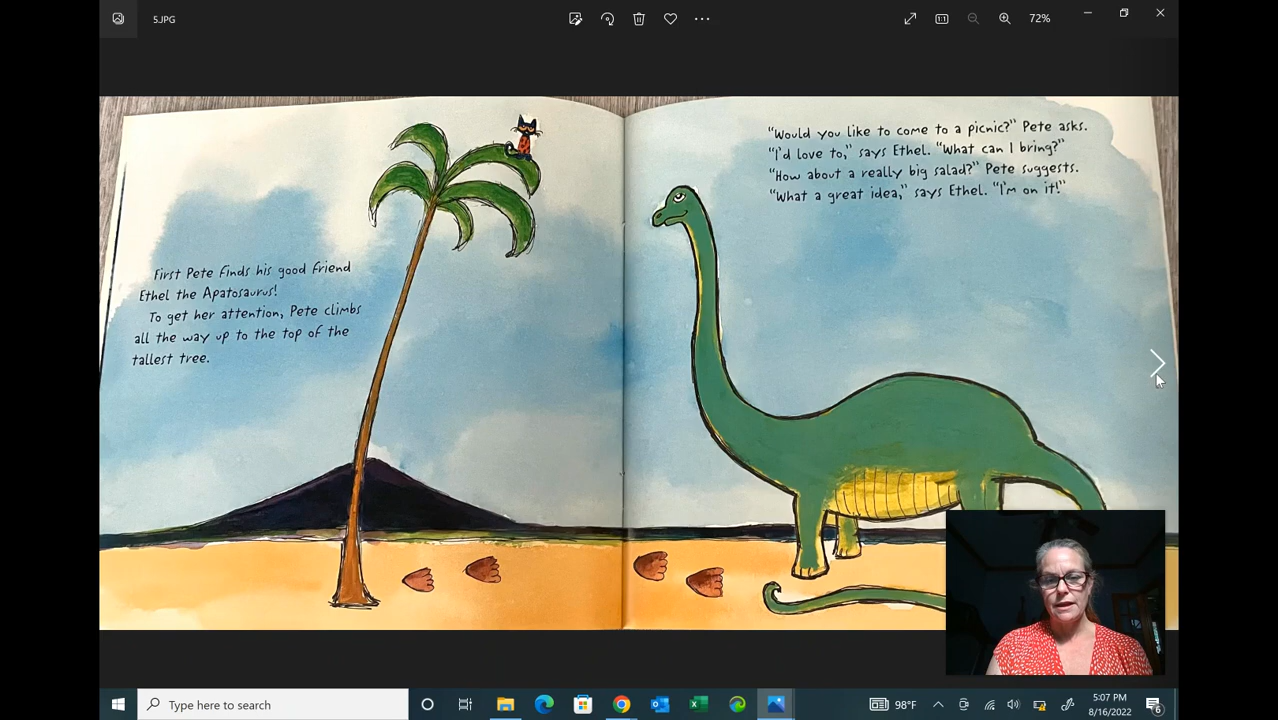 5.JPG
72%
First Pete finds his good friend
Ethel the Apatosaurus!
To get her attention, Pete climbs
all the way up to the top of the
tallest tree.
"Would you like to come to a picnic?" Pete asks.
"I'd love to," says Ethel. "What can I bring?"
"How about a really big salad?" Pete suggests.
"What a great idea," says Ethel. "I'm on it!"
Type here to search
98°F
5:07 PM
8/16/2022
6